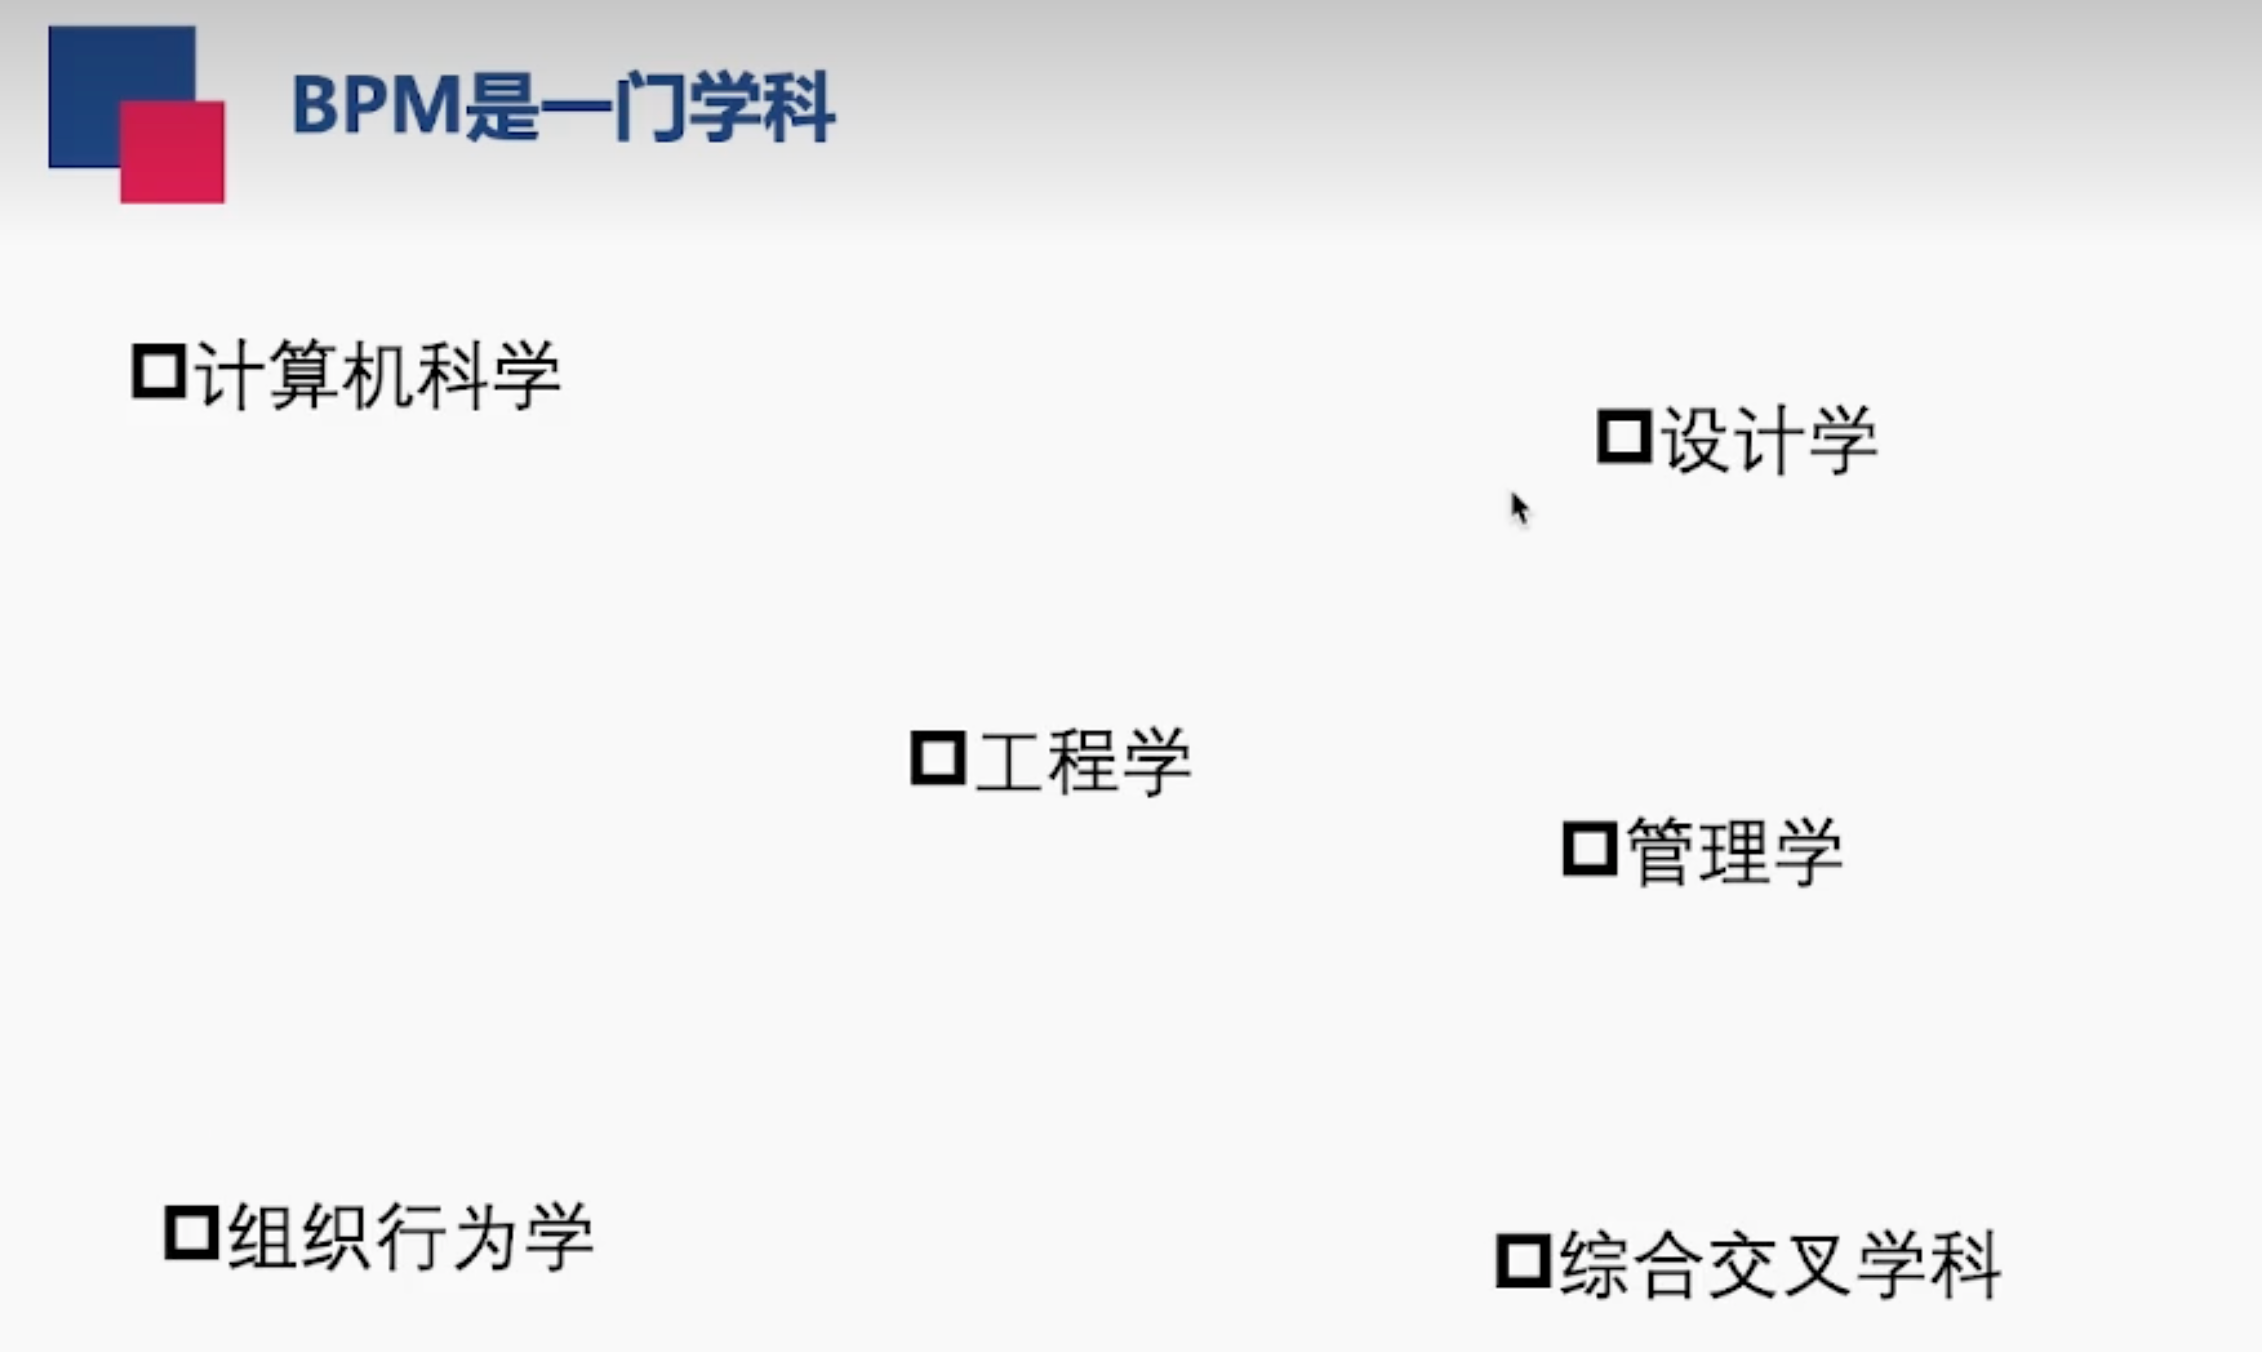 BPM是一门学科
计算机科学
设计学
工程学
管理学
组织行为学
综合交叉学科